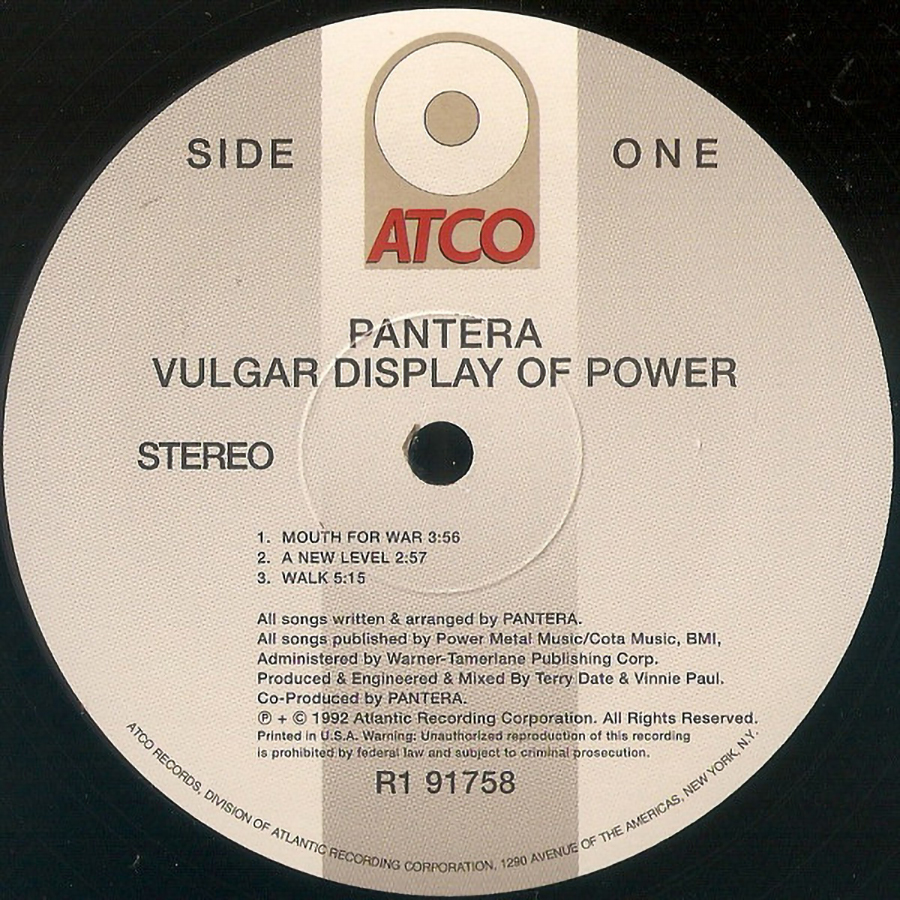 SIDE ONE
ATCO
PANTERA
VULGAR DISPLAY OF POWER
STEREO
1. MOUTH FOR WAR 3:56
2. A NEW LEVEL 2:57
3. WALK 5:15
All songs written & arranged by PANTERA.
All songs published by Power Metal Music/Cota Music, BMI,
Administered by Warner-Tamerlane Publishing Corp.
Produced & Engineered & Mixed By Terry Date & Vinnie Paul.
Co-Produced by PANTERA.
℗ + © 1992 Atlantic Recording Corporation. All Rights Reserved.
Printed in U.S.A. Warning: Unauthorized reproduction of this recording
is prohibited by federal law and subject to criminal prosecution.
R1 91758
ATCO RECORDS, DIVISION OF ATLANTIC RECORDING CORPORATION, 1290 AVENUE OF THE AMERICAS, NEW YORK, N.Y.